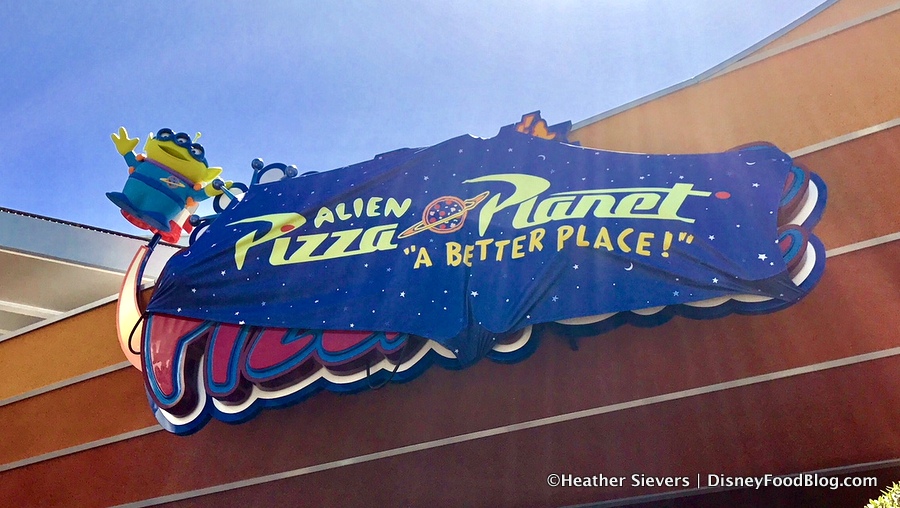 ALIEN
Pizza Planet
"A BETTER PLACE!"
©Heather Sievers | DisneyFoodBlog.com